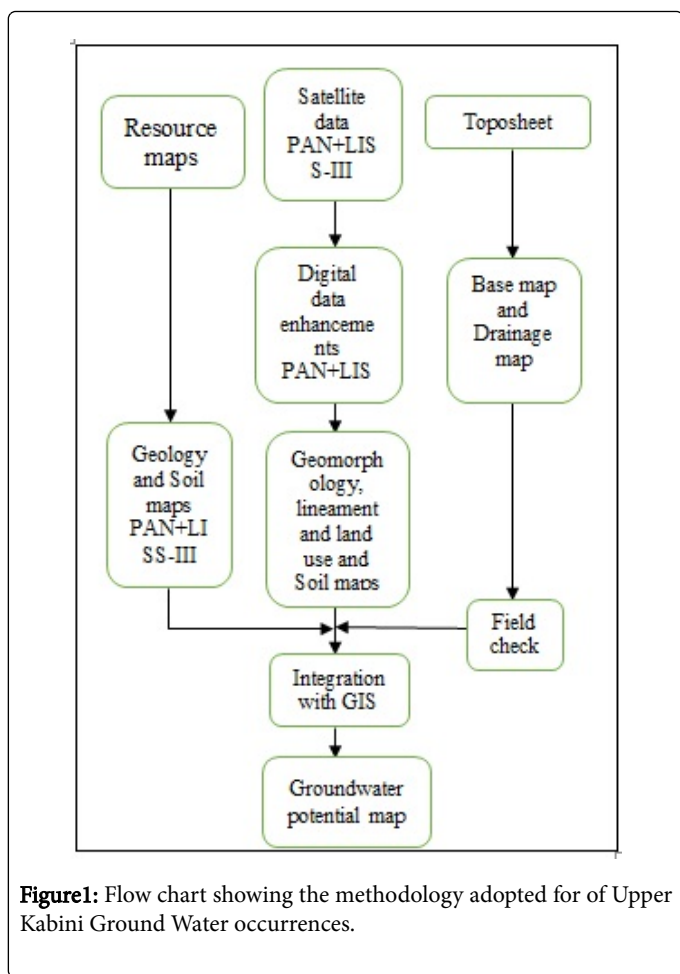 Resource
maps
Satellite
data
PAN+LIS
S-III
Toposheet
Digital
data
enhanceme
nts
PAN+LIS
Base map
and
Drainage
map
Geology
and Soil
maps
PAN+LI
SS-III
Geomorph
ology,
lineament
and land
use and
Soil maps
Field
check
Integration
with GIS
Groundwater
potential map
Figure1: Flow chart showing the methodology adopted for of Upper
Kabini Ground Water occurrences.